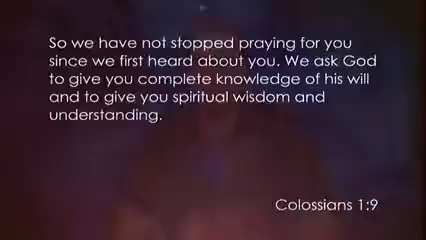 So we have not stopped praying for you
since we first heard about you. We ask God
to give you complete knowledge of his will
and to give you spiritual wisdom and
understanding.
Colossians 1:9